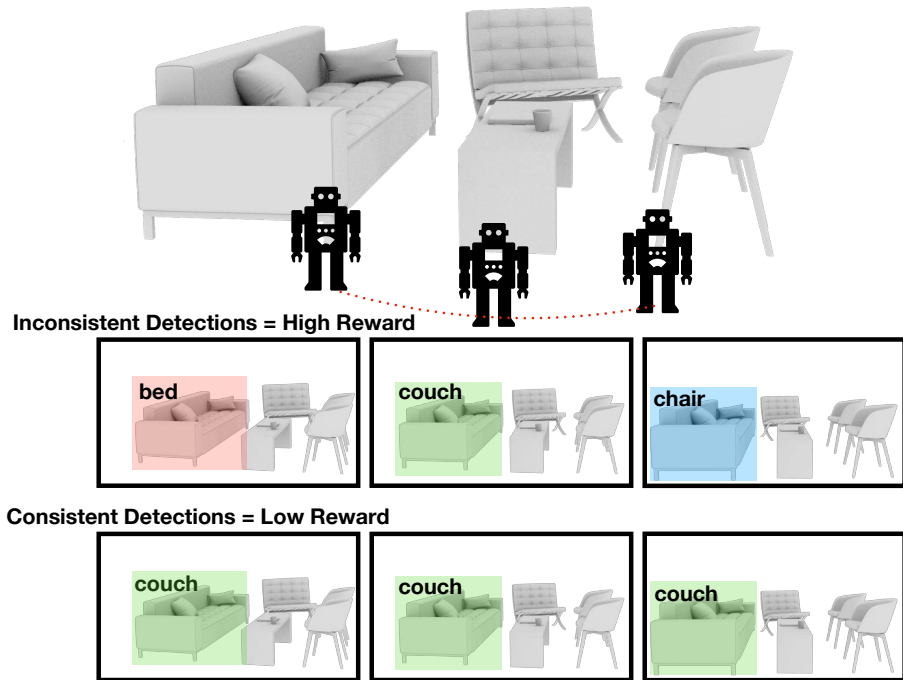 Inconsistent Detections = High Reward
bed
couch
chair
Consistent Detections = Low Reward
couch
couch
couch